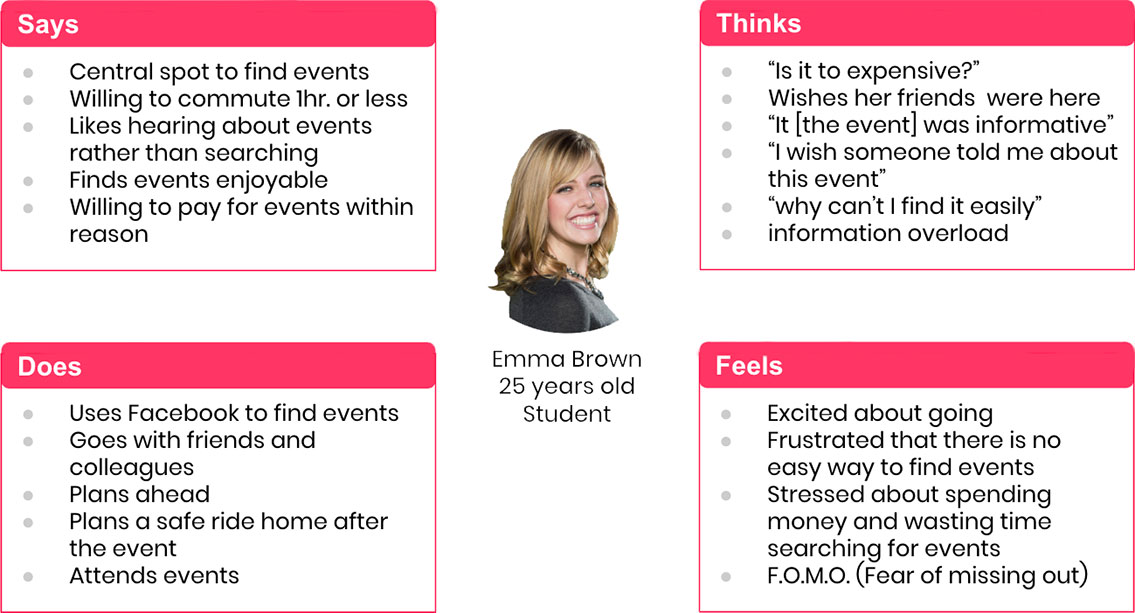 Says
Central spot to find events
Willing to commute 1hr. or less
Likes hearing about events
rather than searching
Finds events enjoyable
Willing to pay for events within
reason
Thinks
“Is it to expensive?”
Wishes her friends  were here
“It [the event] was informative”
“I wish someone told me about
this event”
“why can’t I find it easily”
information overload
Emma Brown
25 years old
Student
Does
Uses Facebook to find events
Goes with friends and
colleagues
Plans ahead
Plans a safe ride home after
the event
Attends events
Feels
Excited about going
Frustrated that there is no
easy way to find events
Stressed about spending
money and wasting time
searching for events
F.O.M.O. (Fear of missing out)